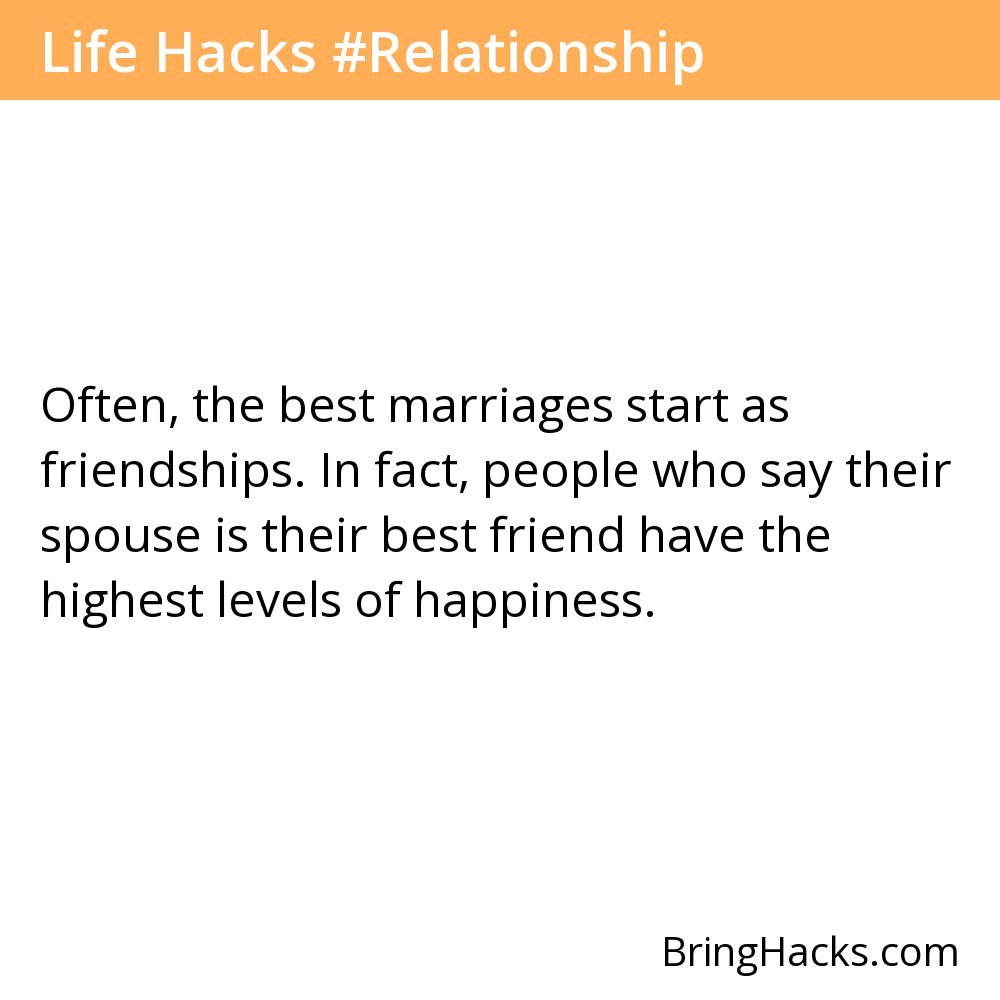 Life Hacks #Relationship
Often, the best marriages start as
friendships. In fact, people who say their
spouse is their best friend have the
highest levels of happiness.
BringHacks.com